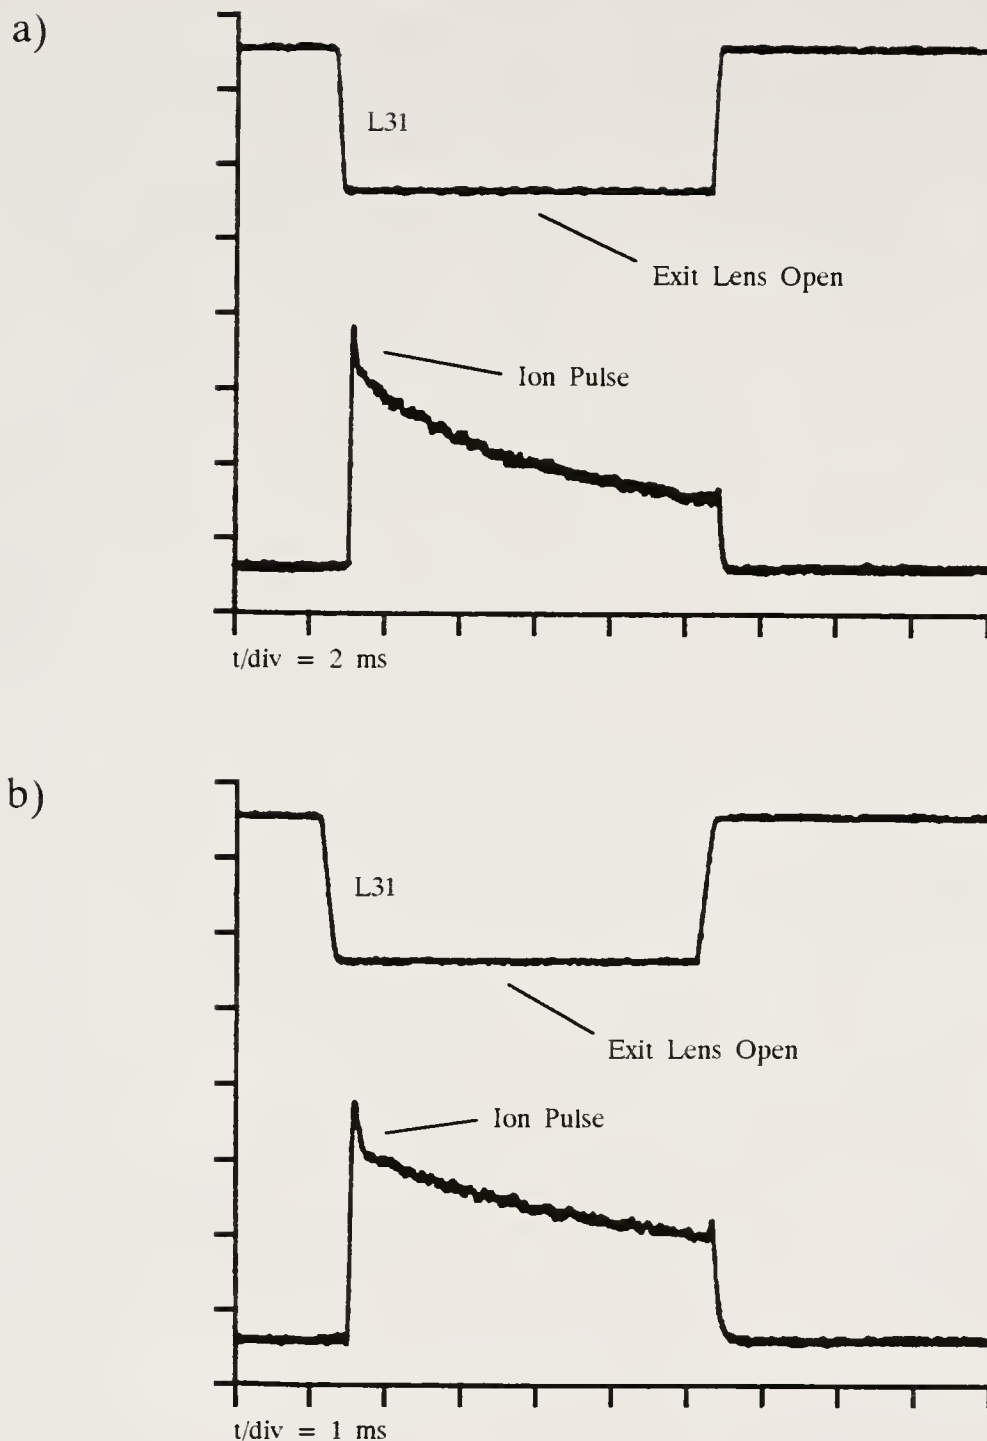 a)
L31
Exit Lens Open
Ion Pulse
t/div = 2 ms
b)
L31
Exit Lens Open
Ion Pulse
t/div = 1 ms